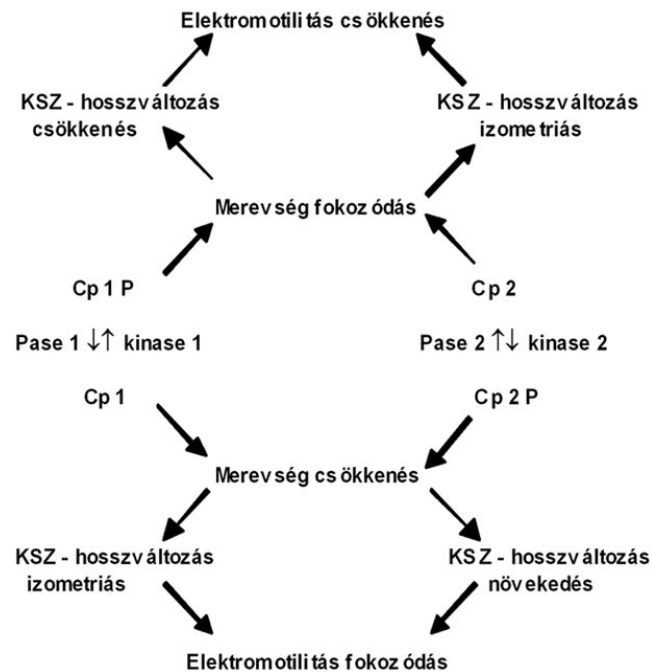 Elektromotilitás csökkenés
KSZ - hosszváltozás
csökkenés
KSZ - hosszváltozás
izometriás
Merevség fokozódás
Cp 1 P
Cp 2
Pase 1 ↓↑ kinase 1
Pase 2 ↑↓ kinase 2
Cp 1
Cp 2 P
Merevség csökkenés
KSZ - hosszváltozás
izometriás
KSZ - hosszváltozás
növekedés
Elektromotilitás fokozódás